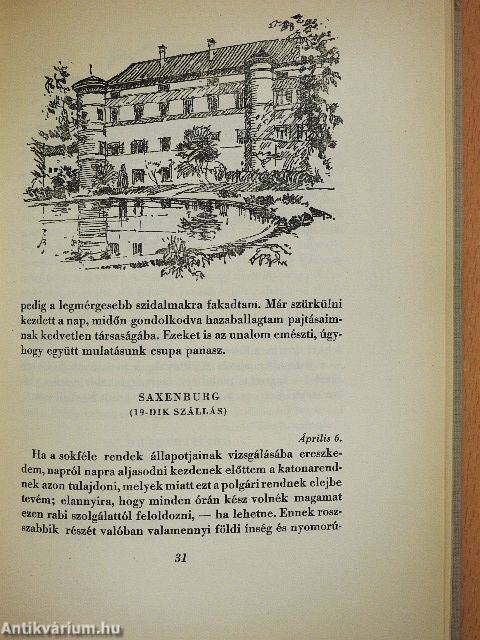 pedig a legmérgesebb szidalmakra fakadtam. Már szürkülni
kezdett a nap, midőn gondolkodva hazaballagtam pajtásaim-
nak kedvetlen társaságába. Ezeket is az unalom emészti, úgy-
hogy együtt mulatásunk csupa panasz.
SAXENBURG
(19-DIK SZÁLLÁS)
Április 6.
Ha a sokféle rendek állapotjainak vizsgálásába ereszke-
dem, napról napra aljasodni kezdenek előttem a katonarend-
nek azon tulajdoni, melyek miatt ezt a polgári rendnek elejbe
tevém; elannyira, hogy minden órán kész volnék magamat
ezen rabi szolgálattól feloldozni, — ha lehetne. Ennek rosz-
szabbik részét valóban valamennyi földi ínség és nyomorú-
31
Antikvárium.hu